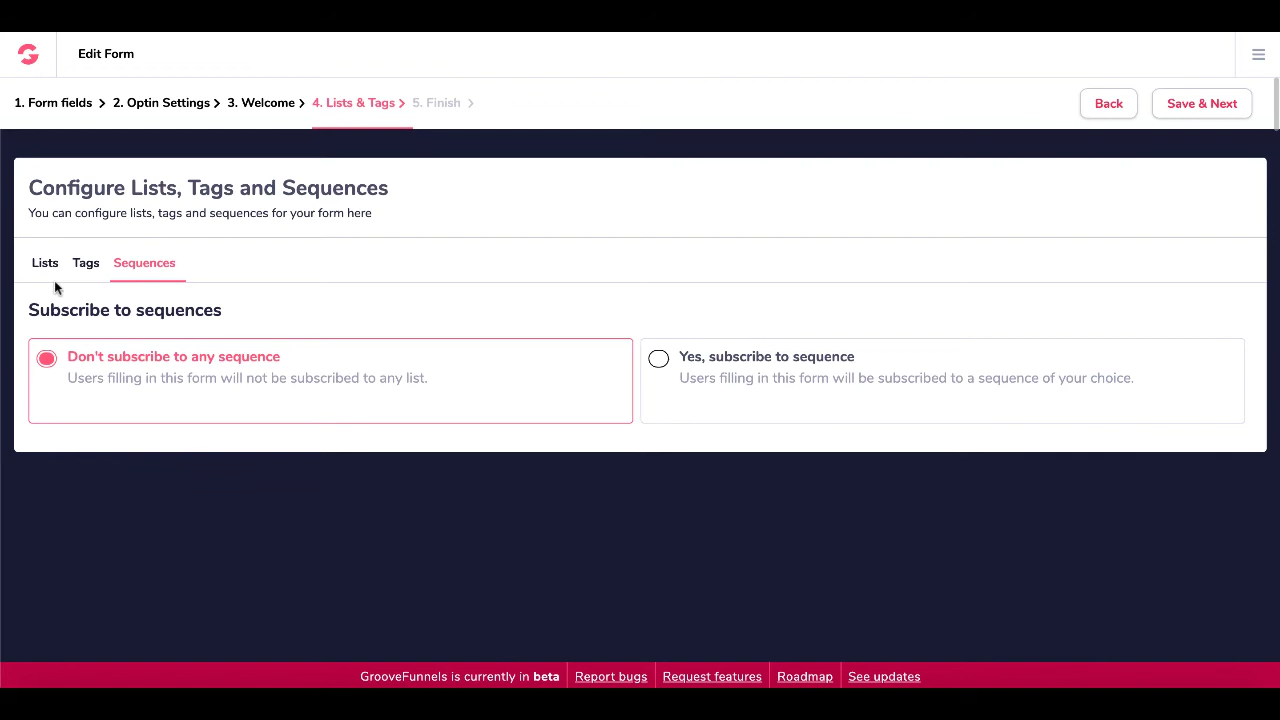 Edit Form
1. Form fields > 2. Optin Settings > 3. Welcome > 4. Lists & Tags > 5. Finish >
Back
Save & Next
Configure Lists, Tags and Sequences
You can configure lists, tags and sequences for your form here
Lists Tags Sequences
Subscribe to sequences
Don't subscribe to any sequence
Users filling in this form will not be subscribed to any list.
Yes, subscribe to sequence
Users filling in this form will be subscribed to a sequence of your choice.
GrooveFunnels is currently in beta Report bugs Request features Roadmap See updates